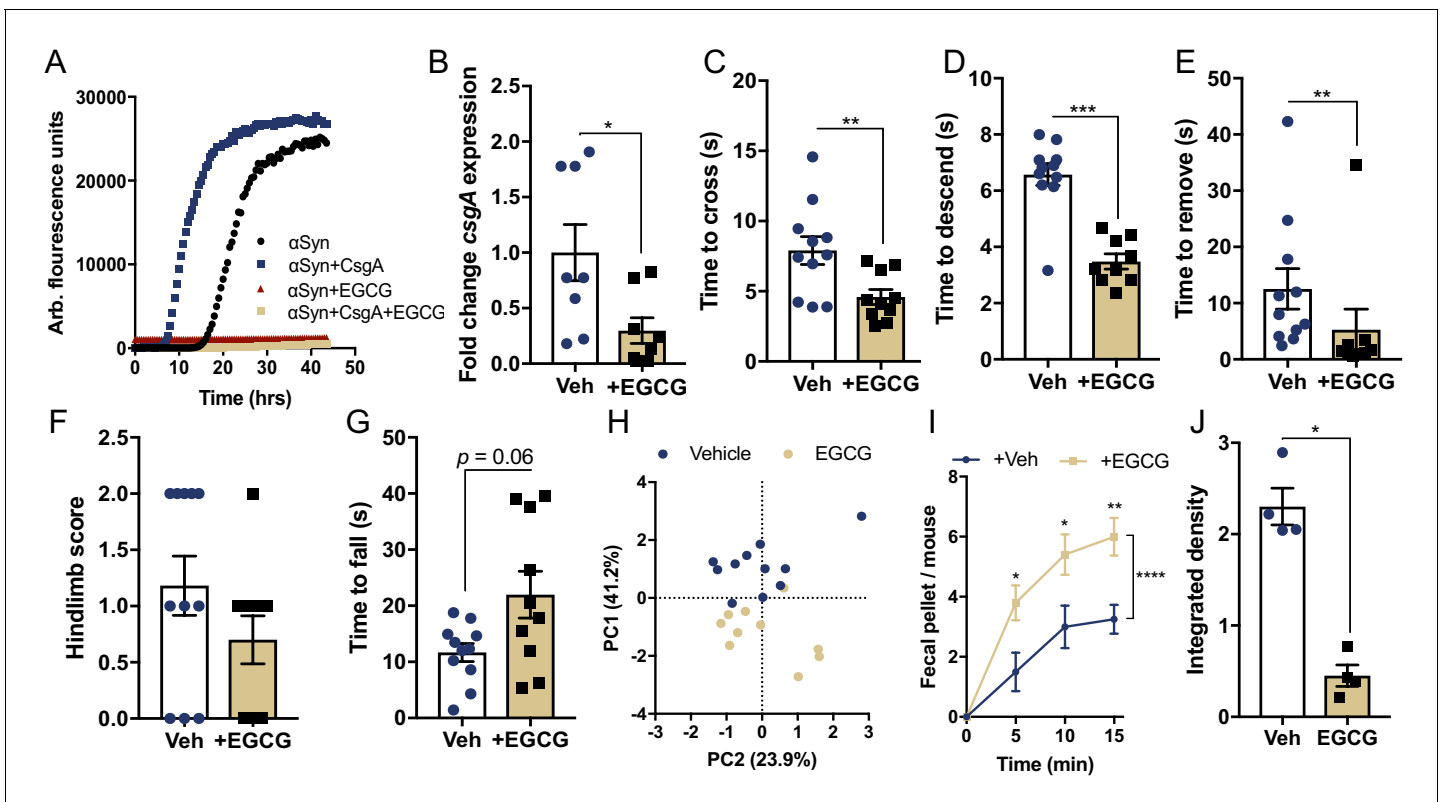 A
30000
20000
10000
0
Arb. flourescence units
αSyn
αSyn+CsgA
αSyn+EGCG
αSyn+CsgA+EGCG
0 10 20 30 40 50
Time (hrs)
B
2.5
2.0
1.5
1.0
0.5
0.0
Fold change csgA expression
*
Veh +EGCG
C
20
15
10
5
0
Time to cross (s)
**
Veh +EGCG
D
10
8
6
4
2
0
Time to descend (s)
***
Veh +EGCG
E
50
40
30
20
10
0
Time to remove (s)
**
Veh +EGCG
F
2.5
2.0
1.5
1.0
0.5
0.0
Hindlimb score
Veh +EGCG
G
50
40
30
20
10
0
Time to fall (s)
p = 0.06
Veh +EGCG
H
Vehicle EGCG
4
2
0
-2
-4
PC1 (41.2%)
-3 -2 -1 0 1 2 3
PC2 (23.9%)
I
+Veh +EGCG
8
6
4
2
0
Fecal pellet / mouse
* * **
****
0 5 10 15
Time (min)
J
3
2
1
0
Integrated density
*
Veh EGCG